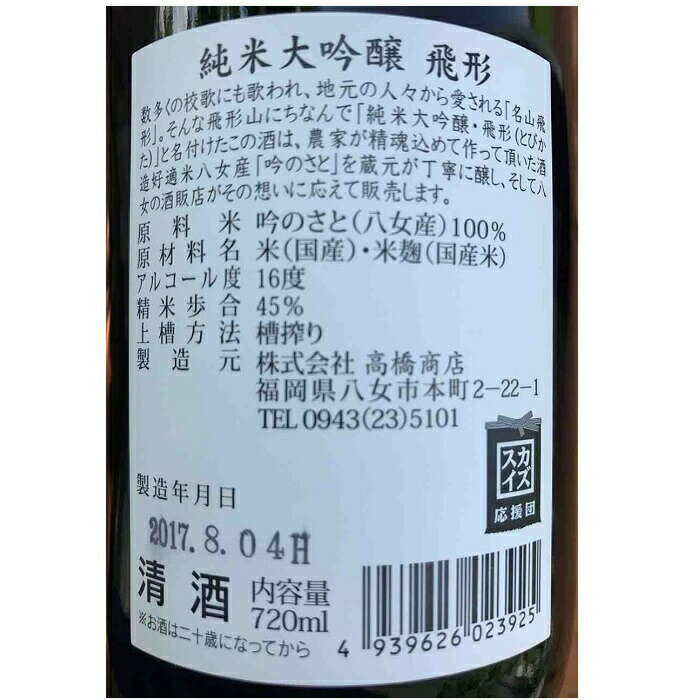 純米大吟醸 飛形
数多くの校歌にも歌われ、地元の人々から愛される「名山飛
形」。そんな飛形山にちなんで「純米大吟醸・飛形(とびか
た)」と名付けたこの酒は、農家が精魂込めて作って頂いた酒
造好適米八女産「吟のさと」を蔵元が丁寧に醸し、そして八
女の酒販店がその想いに応えて販売します。
原料米 吟のさと(八女産)100%
原材料名 米(国産)・米麹(国産米)
アルコール度 16度
精米歩合 45%
上槽方法 槽搾り
製造元 株式会社 高橋商店
福岡県八女市本町2-22-1
TEL0943(23)5101
スカイズ
応援団
製造年月日
2017.8.04H
清酒 内容量
720ml
※お酒は二十歳になってから
4 939626 023925